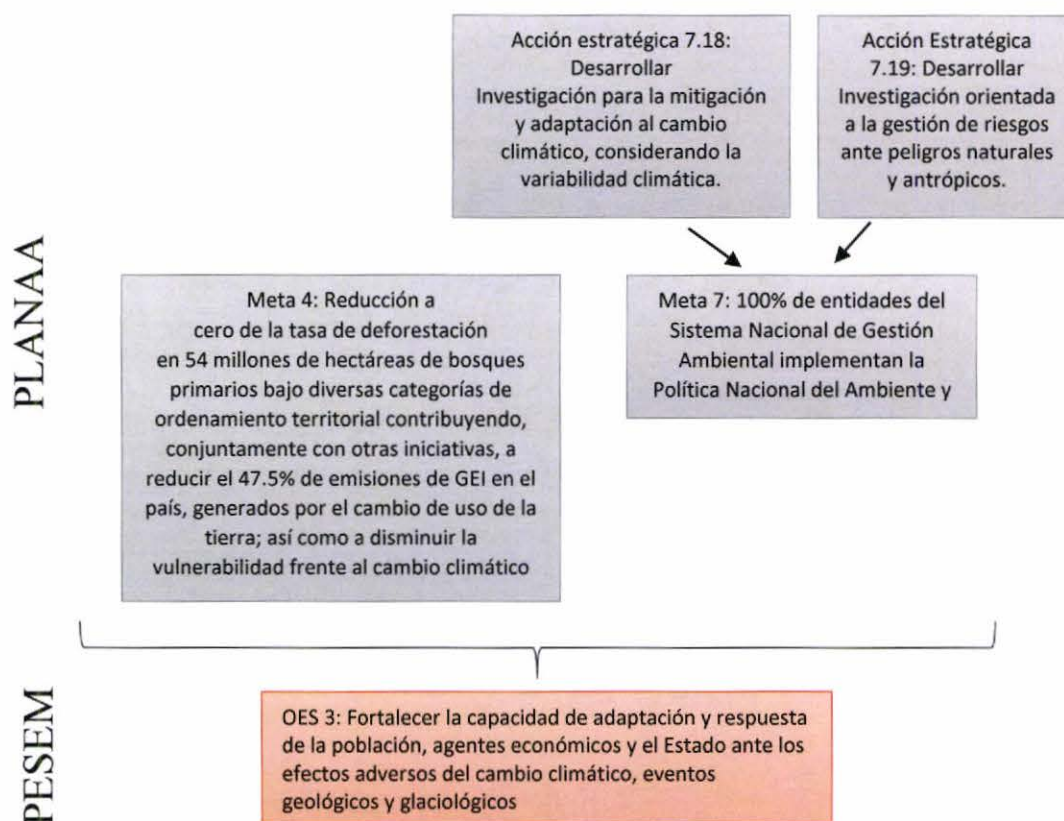 Acción estratégica 7.18:
Desarrollar
Investigación para la mitigación
y adaptación al cambio
climático, considerando la
variabilidad climática.
Acción Estratégica
7.19: Desarrollar
Investigación orientada
a la gestión de riesgos
ante peligros naturales
y antrópicos.
PLANAA
Meta 4: Reducción a
cero de la tasa de deforestación
en 54 millones de hectáreas de bosques
primarios bajo diversas categorías de
ordenamiento territorial contribuyendo,
conjuntamente con otras iniciativas, a
reducir el 47.5% de emisiones de GEI en el
país, generados por el cambio de uso de la
tierra; así como a disminuir la
vulnerabilidad frente al cambio climático
Meta 7: 100% de entidades del
Sistema Nacional de Gestión
Ambiental implementan la
Política Nacional del Ambiente y
PESEM
OES 3: Fortalecer la capacidad de adaptación y respuesta
de la población, agentes económicos y el Estado ante los
efectos adversos del cambio climático, eventos
geológicos y glaciológicos